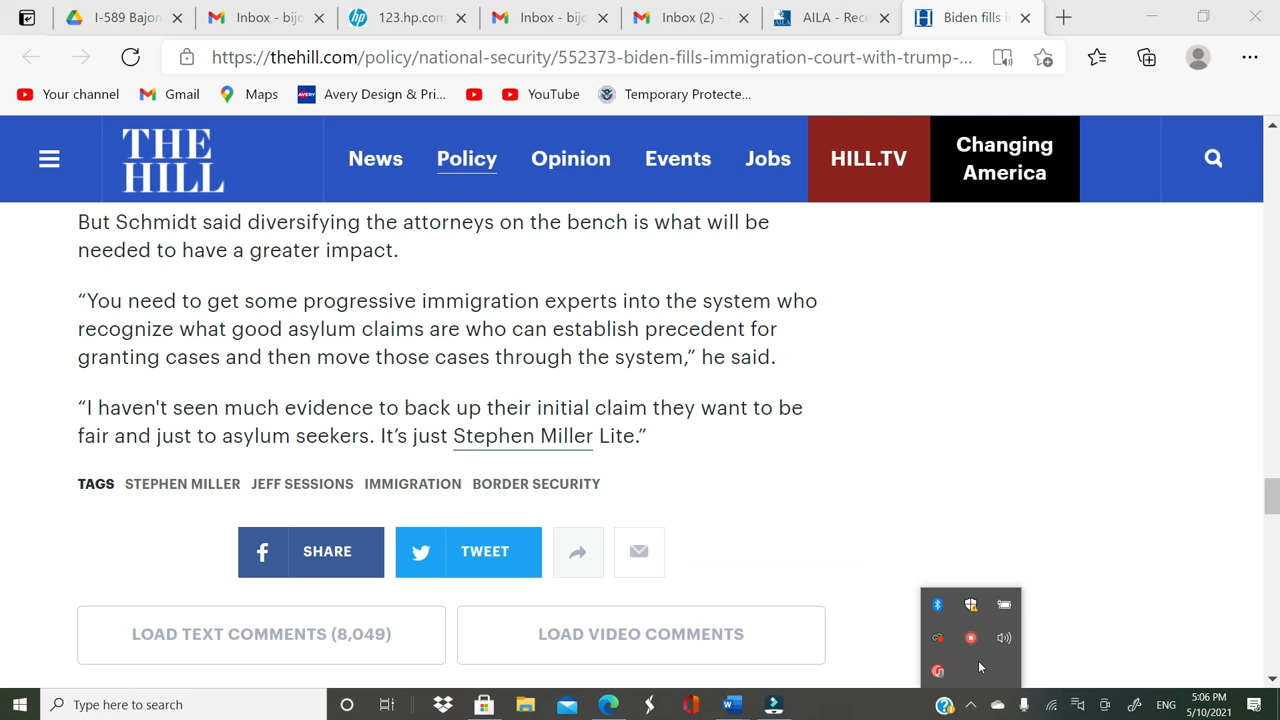 I-589 Bajon
Inbox - bijo
123.hp.com
Inbox - bijo
Inbox (2) -
AILA - Rece
Biden fills in
https://thehill.com/policy/national-security/552373-biden-fills-immigration-court-with-trump-...
Your channel
Gmail
Maps
Avery Design & Pri...
YouTube
Temporary Protecte...
THE HILL
News
Policy
Opinion
Events
Jobs
HILL.TV
Changing
America
But Schmidt said diversifying the attorneys on the bench is what will be
needed to have a greater impact.
“You need to get some progressive immigration experts into the system who
recognize what good asylum claims are who can establish precedent for
granting cases and then move those cases through the system,” he said.
“I haven't seen much evidence to back up their initial claim they want to be
fair and just to asylum seekers. It’s just Stephen Miller Lite.”
TAGS STEPHEN MILLER JEFF SESSIONS IMMIGRATION BORDER SECURITY
SHARE
TWEET
LOAD TEXT COMMENTS (8,049)
LOAD VIDEO COMMENTS
Type here to search
ENG
5:06 PM
5/10/2021